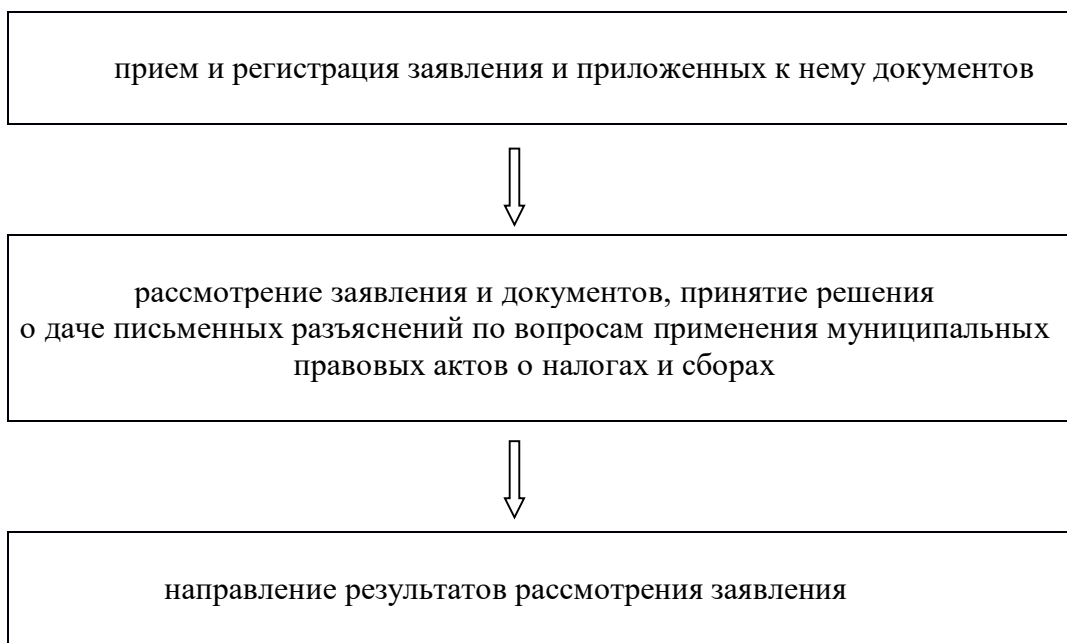 прием и регистрация заявления и приложенных к нему документов
рассмотрение заявления и документов, принятие решения
о даче письменных разъяснений по вопросам применения муниципальных
правовых актов о налогах и сборах
направление результатов рассмотрения заявления